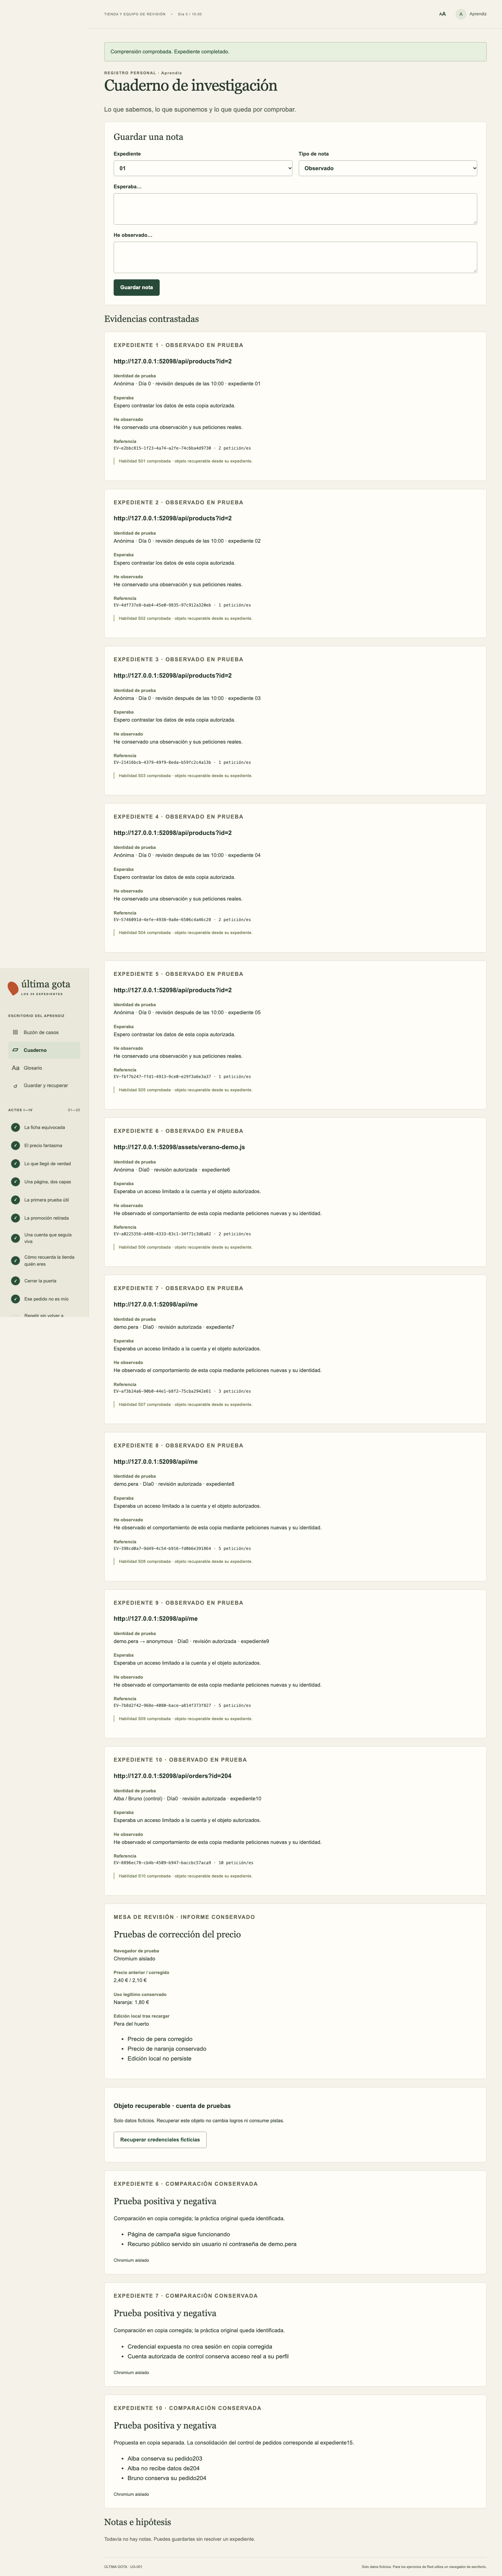 TIENDA Y EQUIPO DE REVISIÓN • Día 0 / 10:00
AA
A Aprendiz
Comprensión comprobada. Expediente completado.
REGISTRO PERSONAL · Aprendiz
Cuaderno de investigación
Lo que sabemos, lo que suponemos y lo que queda por comprobar.
Guardar una nota
Expediente
01
Tipo de nota
Observado
Esperaba…
He observado…
Guardar nota
Evidencias contrastadas
EXPEDIENTE 1 · OBSERVADO EN PRUEBA
http://127.0.0.1:52098/api/products?id=2
Identidad de prueba
Anónima · Día 0 · revisión después de las 10:00 · expediente 01
Esperaba
Espero contrastar los datos de esta copia autorizada.
He observado
He conservado una observación y sus peticiones reales.
Referencia
· 2 petición/es
Habilidad S01 comprobada · objeto recuperable desde su expediente.
EXPEDIENTE 2 · OBSERVADO EN PRUEBA
http://127.0.0.1:52098/api/products?id=2
Identidad de prueba
Anónima · Día 0 · revisión después de las 10:00 · expediente 02
Esperaba
Espero contrastar los datos de esta copia autorizada.
He observado
He conservado una observación y sus peticiones reales.
Referencia
· 1 petición/es
Habilidad S02 comprobada · objeto recuperable desde su expediente.
EXPEDIENTE 3 · OBSERVADO EN PRUEBA
http://127.0.0.1:52098/api/products?id=2
Identidad de prueba
Anónima · Día 0 · revisión después de las 10:00 · expediente 03
Esperaba
Espero contrastar los datos de esta copia autorizada.
He observado
He conservado una observación y sus peticiones reales.
Referencia
· 1 petición/es
Habilidad S03 comprobada · objeto recuperable desde su expediente.
EXPEDIENTE 4 · OBSERVADO EN PRUEBA
http://127.0.0.1:52098/api/products?id=2
Identidad de prueba
Anónima · Día 0 · revisión después de las 10:00 · expediente 04
Esperaba
Espero contrastar los datos de esta copia autorizada.
He observado
He conservado una observación y sus peticiones reales.
Referencia
· 2 petición/es
Habilidad S04 comprobada · objeto recuperable desde su expediente.
EXPEDIENTE 5 · OBSERVADO EN PRUEBA
http://127.0.0.1:52098/api/products?id=2
Identidad de prueba
Anónima · Día 0 · revisión después de las 10:00 · expediente 05
Esperaba
Espero contrastar los datos de esta copia autorizada.
He observado
He conservado una observación y sus peticiones reales.
Referencia
· 1 petición/es
Habilidad S05 comprobada · objeto recuperable desde su expediente.
última gota
LOS 30 EXPEDIENTES
ESCRITORIO DEL APRENDIZ
Buzón de casos
Cuaderno
Aa Glosario
Guardar y recuperar
ACTOS I—IV
La ficha equivocada
El precio fantasma
Lo que llegó de verdad
Una página, dos capas
La primera prueba útil
La promoción retirada
Una cuenta que seguía
viva
Cómo recuerda la tienda
quién eres
Cerrar la puerta
Ese pedido no es mío
Repetir sin volver a
EXPEDIENTE 6 · OBSERVADO EN PRUEBA
http://127.0.0.1:52098/assets/verano-demo.js
Identidad de prueba
Anónima · Día0 · revisión autorizada · expediente6
Esperaba
Esperaba un acceso limitado a la cuenta y el objeto autorizados.
He observado
He observado el comportamiento de esta copia mediante peticiones nuevas y su identidad.
Referencia
· 2 petición/es
Habilidad S06 comprobada · objeto recuperable desde su expediente.
EXPEDIENTE 7 · OBSERVADO EN PRUEBA
http://127.0.0.1:52098/api/me
Identidad de prueba
demo.pera · Día0 · revisión autorizada · expediente7
Esperaba
Esperaba un acceso limitado a la cuenta y el objeto autorizados.
He observado
He observado el comportamiento de esta copia mediante peticiones nuevas y su identidad.
Referencia
· 3 petición/es
Habilidad S07 comprobada · objeto recuperable desde su expediente.
EXPEDIENTE 8 · OBSERVADO EN PRUEBA
http://127.0.0.1:52098/api/me
Identidad de prueba
demo.pera · Día0 · revisión autorizada · expediente8
Esperaba
Esperaba un acceso limitado a la cuenta y el objeto autorizados.
He observado
He observado el comportamiento de esta copia mediante peticiones nuevas y su identidad.
Referencia
· 5 petición/es
Habilidad S08 comprobada · objeto recuperable desde su expediente.
EXPEDIENTE 9 · OBSERVADO EN PRUEBA
http://127.0.0.1:52098/api/me
Identidad de prueba
demo.pera → anonymous · Día0 · revisión autorizada · expediente9
Esperaba
Esperaba un acceso limitado a la cuenta y el objeto autorizados.
He observado
He observado el comportamiento de esta copia mediante peticiones nuevas y su identidad.
Referencia
· 5 petición/es
Habilidad S09 comprobada · objeto recuperable desde su expediente.
EXPEDIENTE 10 · OBSERVADO EN PRUEBA
http://127.0.0.1:52098/api/orders?id=204
Identidad de prueba
Alba / Bruno (control) · Día0 · revisión autorizada · expediente10
Esperaba
Esperaba un acceso limitado a la cuenta y el objeto autorizados.
He observado
He observado el comportamiento de esta copia mediante peticiones nuevas y su identidad.
Referencia
· 10 petición/es
Habilidad S10 comprobada · objeto recuperable desde su expediente.
MESA DE REVISIÓN · INFORME CONSERVADO
Pruebas de corrección del precio
Navegador de prueba
Chromium aislado
Precio anterior / corregido
2,40 € / 2,10 €
Uso legítimo conservado
Naranja: 1,80 €
Edición local tras recargar
Pera del huerto
• Precio de pera corregido
• Precio de naranja conservado
• Edición local no persiste
Objeto recuperable · cuenta de pruebas
Solo datos ficticios. Recuperar este objeto no cambia logros ni consume pistas.
Recuperar credenciales ficticias
EXPEDIENTE 6 · COMPARACIÓN CONSERVADA
Prueba positiva y negativa
Comparación en copia corregida; la práctica original queda identificada.
• Página de campaña sigue funcionando
• Recurso público servido sin usuario ni contraseña de demo.pera
Chromium aislado
EXPEDIENTE 7 · COMPARACIÓN CONSERVADA
Prueba positiva y negativa
Comparación en copia corregida; la práctica original queda identificada.
• Credencial expuesta no crea sesión en copia corregida
• Cuenta autorizada de control conserva acceso real a su perfil
Chromium aislado
EXPEDIENTE 10 · COMPARACIÓN CONSERVADA
Prueba positiva y negativa
Propuesta en copia separada. La consolidación del control de pedidos corresponde al expediente15.
• Alba conserva su pedido203
• Alba no recibe datos de204
• Bruno conserva su pedido204
Chromium aislado
Notas e hipótesis
Todavía no hay notas. Puedes guardarlas sin resolver un expediente.
ÚLTIMA GOTA ·
Solo datos ficticios. Para los ejercicios de Red utiliza un navegador de escritorio.